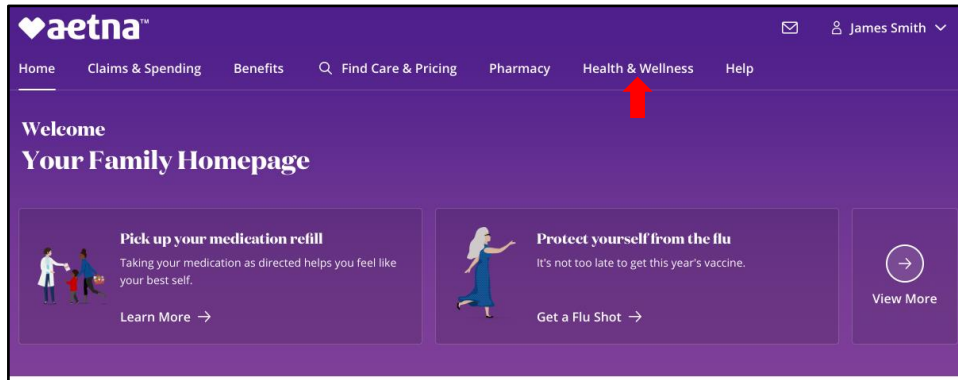 aetna™
James Smith
Home Claims & Spending Benefits Find Care & Pricing Pharmacy Health & Wellness Help
Welcome
Your Family Homepage
Pick up your medication refill
Taking your medication as directed helps you feel like
your best self.
Learn More →
Protect yourself from the flu
It's not too late to get this year's vaccine.
Get a Flu Shot →
View More